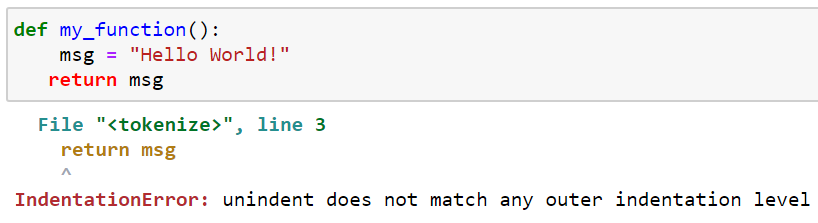 def my_function():
    msg = "Hello World!"
   return msg
  File "<tokenize>", line 3
    return msg
    ^
IndentationError: unindent does not match any outer indentation level